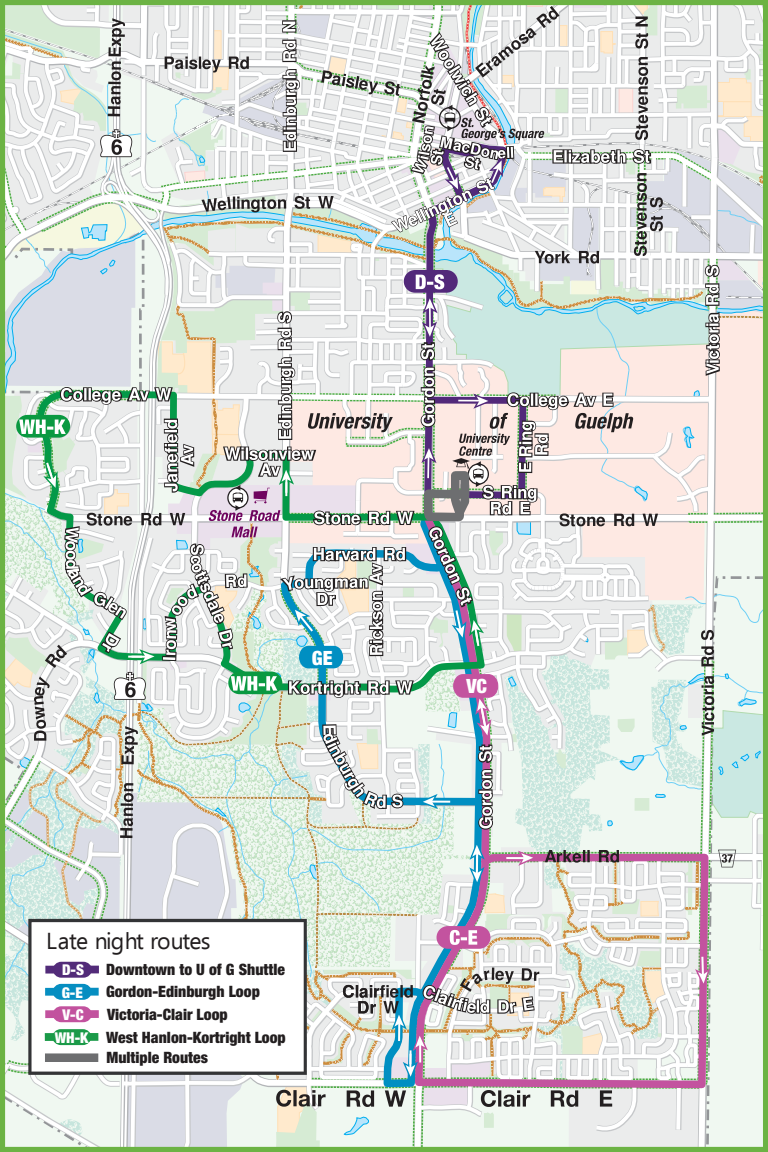 Hanlon Expy
Paisley Rd
Edinburgh Rd N
Paisley St
Norfolk
St
Woolwich St
Eramosa Rd
Stevenson St N
6
St.
George's Square
Wilson
St
MacDonell
St
Elizabeth St
Wellington St W
Wellington St E
Stevenson
St S
York Rd
D-S
Victoria Rd S
Edinburgh Rd S
Gordon St
College Av W
WH-K
Janefield
Av
University of Guelph
College Av E
University
Centre
E Ring
Rd
Wilsonview
Av
Stone Road
Mall
S Ring
Rd E
Stone Rd W
Stone Rd W
Stone Rd W
Gordon St
Woodland Glen
Dr
Ironwood Rd
Scottsdale Dr
Harvard Rd
Youngman
Dr
Rickson Av
GE
WH-K
Kortright Rd W
VC
Victoria Rd S
Downey Rd
6
Hanlon Expy
Edinburgh Rd S
Gordon St
Arkell Rd
37
C-E
Farley Dr
Clairfield
Dr W
Clairfield Dr E
Late night routes
D-S Downtown to U of G Shuttle
G-E Gordon-Edinburgh Loop
V-C Victoria-Clair Loop
WH-K West Hanlon-Kortright Loop
Multiple Routes
Clair Rd W
Clair Rd E